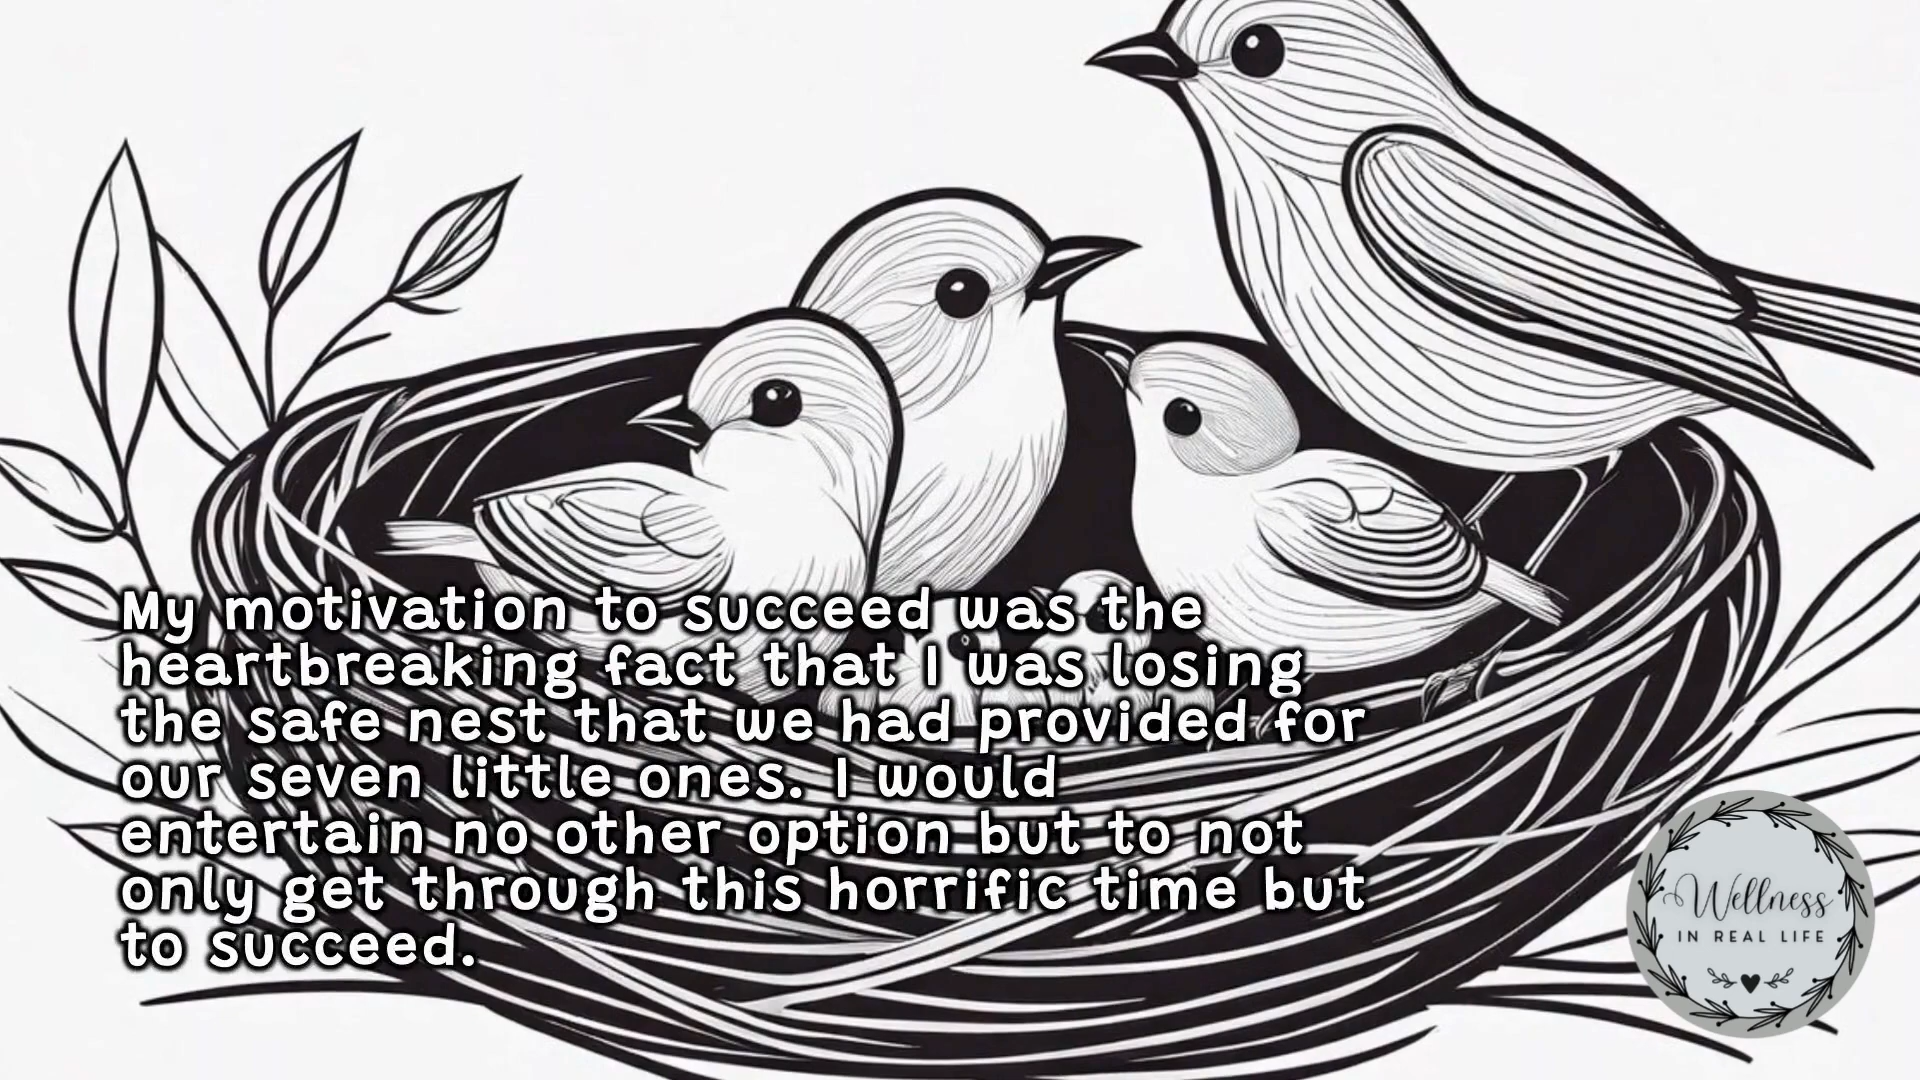 My motivation to succeed was the
heartbreaking fact that I was losing
the safe nest that we had provided for
our seven little ones. I would
entertain no other option but to not
only get through this horrific time but
to succeed.
Wellness
IN REAL LIFE